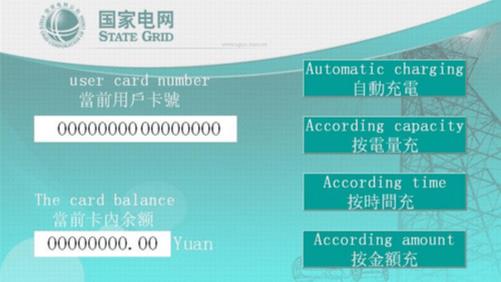 国家电网
STATE GRID
user card number
當前用戶卡號
00000000000000000
The card balance
當前卡内余额
00000000.00 Yuan
Automatic charging
自動充電
According capacity
按電量充
According time
按時間充
According amount
按金額充